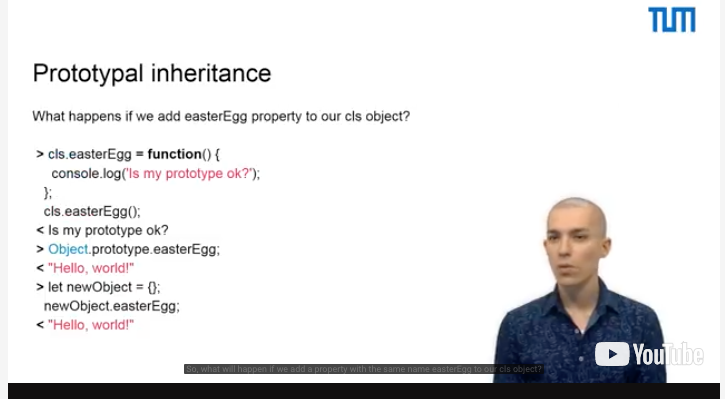 TUM
Prototypal inheritance
What happens if we add easterEgg property to our cls object?
> cls.easterEgg = function() {
console.log('Is my prototype ok?');
};
cls.easterEgg();
< Is my prototype ok?
> Object.prototype.easterEgg;
< "Hello, world!"
> let newObject = {};
newObject.easterEgg;
< "Hello, world!"
YouTube
So, what will happen if we add a property with the same name easterEgg to our cls object?